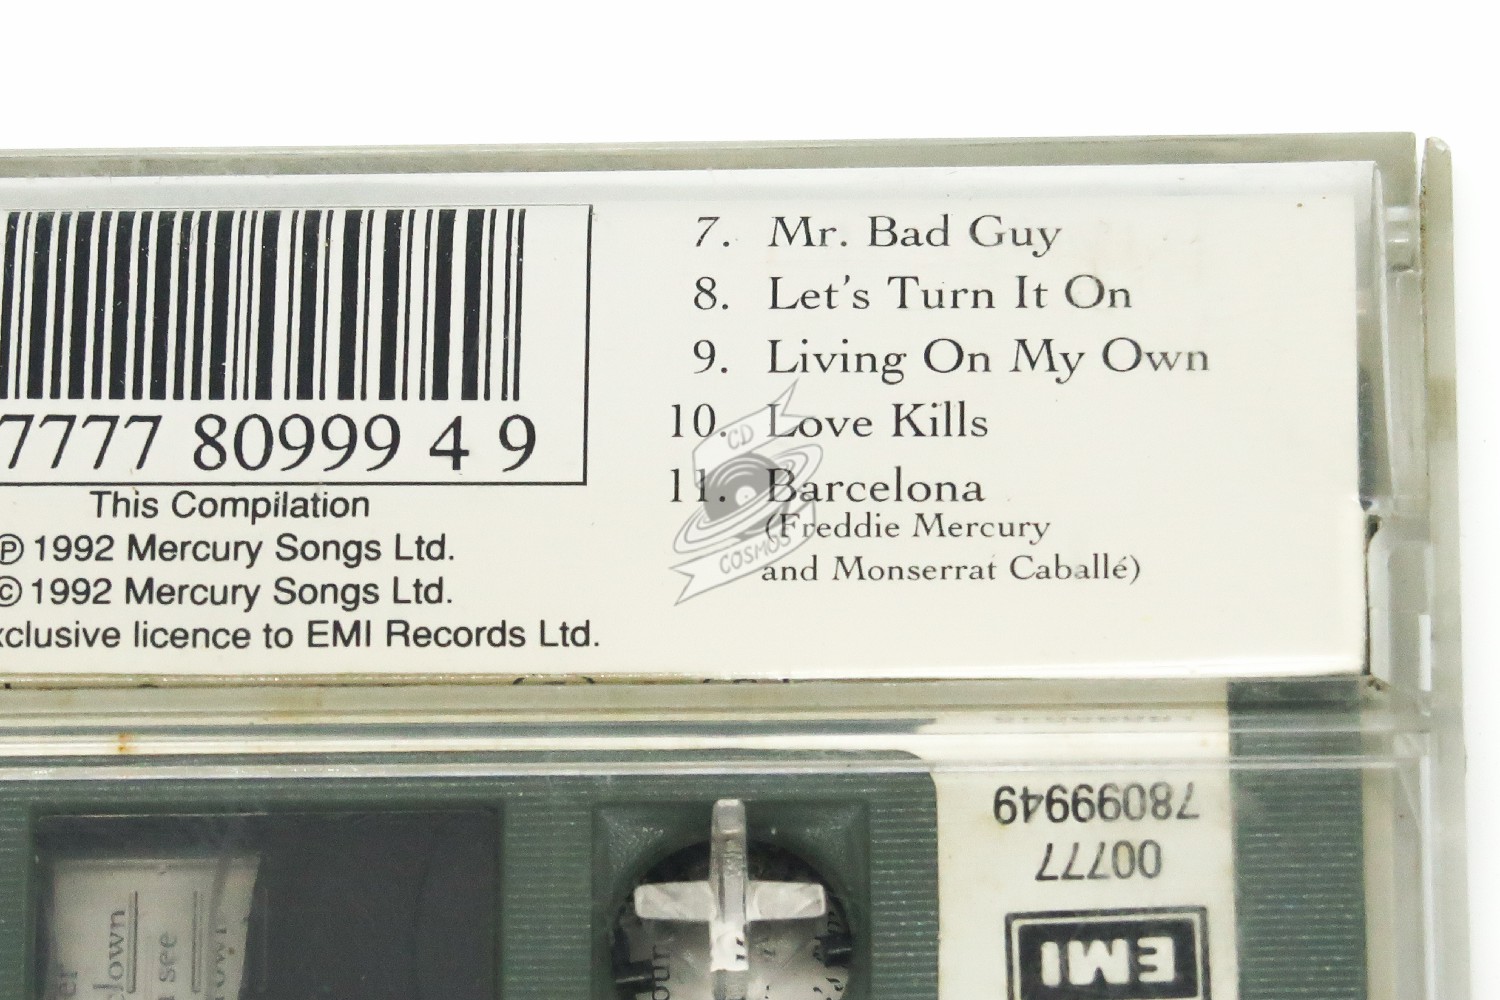 7777 80999 4 9
This Compilation
℗ 1992 Mercury Songs Ltd.
© 1992 Mercury Songs Ltd.
xclusive licence to EMI Records Ltd.
7. Mr. Bad Guy
8. Let's Turn It On
9. Living On My Own
10. Love Kills
11. Barcelona
(Freddie Mercury
and Monserrat Caballé)
CD
COSMOS
78099949
00777
EMI